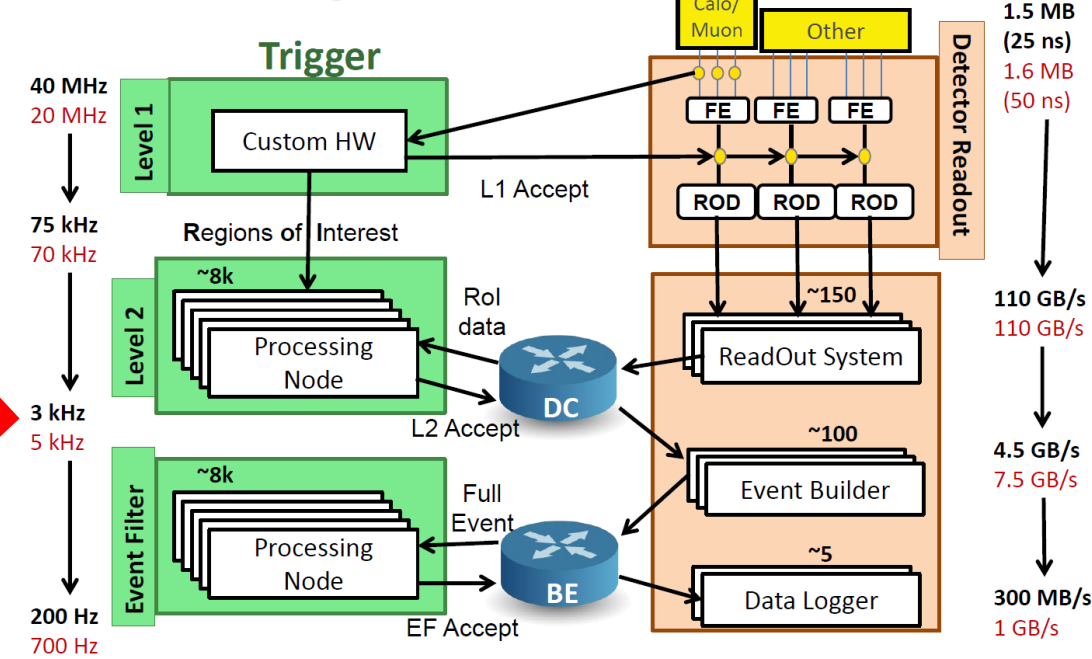 Calo/
Muon
Other
1.5 MB
(25 ns)
1.6 MB
(50 ns)
Trigger
40 MHz
20 MHz
Level 1
Custom HW
FE
FE
FE
Detector Readout
L1 Accept
ROD
ROD
ROD
75 kHz
70 kHz
Regions of Interest
~8k
Level 2
Processing
Node
RoI
data
DC
L2 Accept
~150
ReadOut System
110 GB/s
110 GB/s
3 kHz
5 kHz
~100
Event Builder
4.5 GB/s
7.5 GB/s
~8k
Event Filter
Processing
Node
Full
Event
BE
EF Accept
~5
Data Logger
200 Hz
700 Hz
300 MB/s
1 GB/s